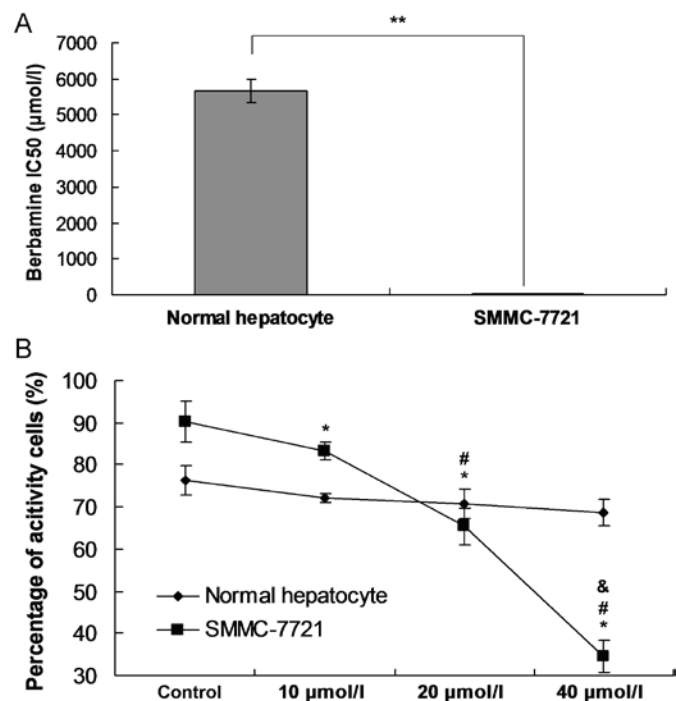 A
**
Berbamine IC50 (µmol/l)
7000
6000
5000
4000
3000
2000
1000
0
Normal hepatocyte SMMC-7721
B
Percentage of acitivity cells (%)
100
90
80
70
60
50
40
30
*
#
*
&
#
*
Normal hepatocyte
SMMC-7721
Control 10 µmol/l 20 µmol/l 40 µmol/l